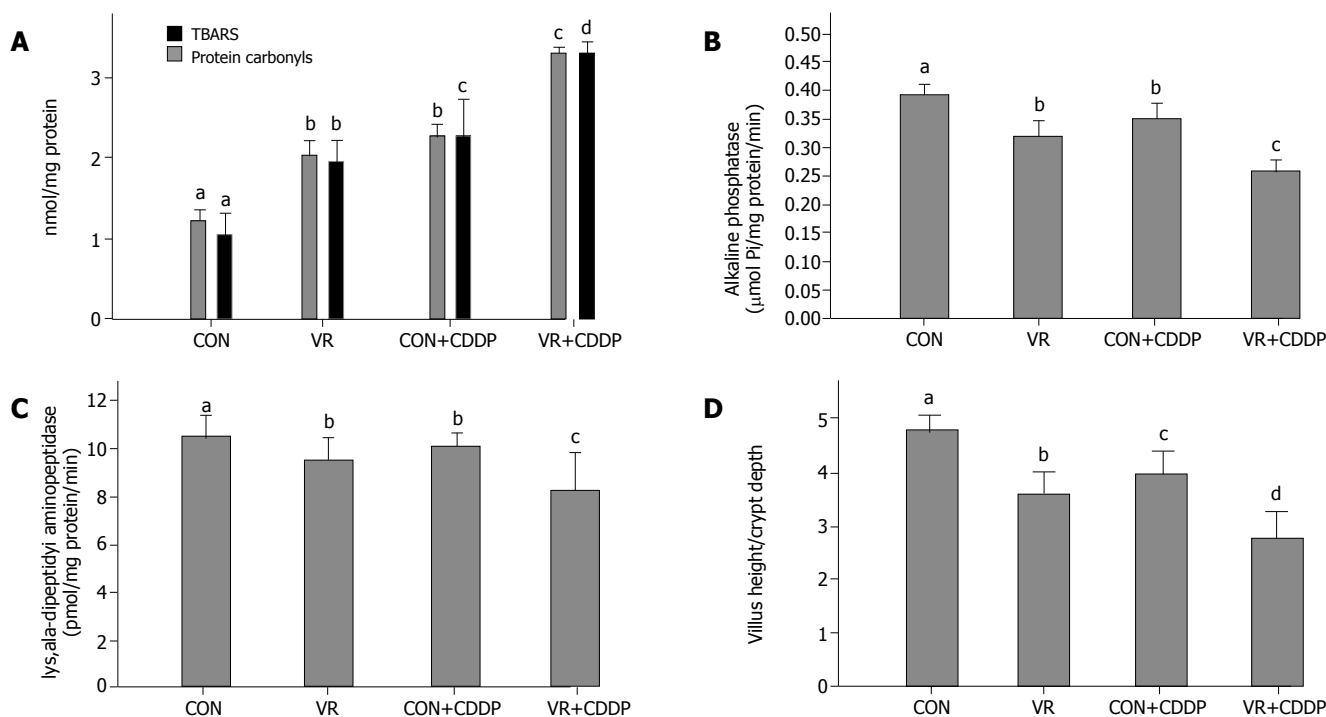 A
TBARS
Protein carbonyls
nmol/mg protein
3
2
1
0
a
a
b
b
b
c
c
d
CON
VR
CON+CDDP
VR+CDDP
B
Alkaline phosphatase
(μmol Pi/mg protein/min)
0.50
0.45
0.40
0.35
0.30
0.25
0.20
0.15
0.10
0.05
0.00
a
b
b
c
CON
VR
CON+CDDP
VR+CDDP
C
lys,ala-dipeptidyi aminopeptidase
(pmol/mg protein/min)
12
10
8
6
4
2
0
a
b
b
c
CON
VR
CON+CDDP
VR+CDDP
D
Villus height/crypt depth
5
4
3
2
1
0
a
b
c
d
CON
VR
CON+CDDP
VR+CDDP